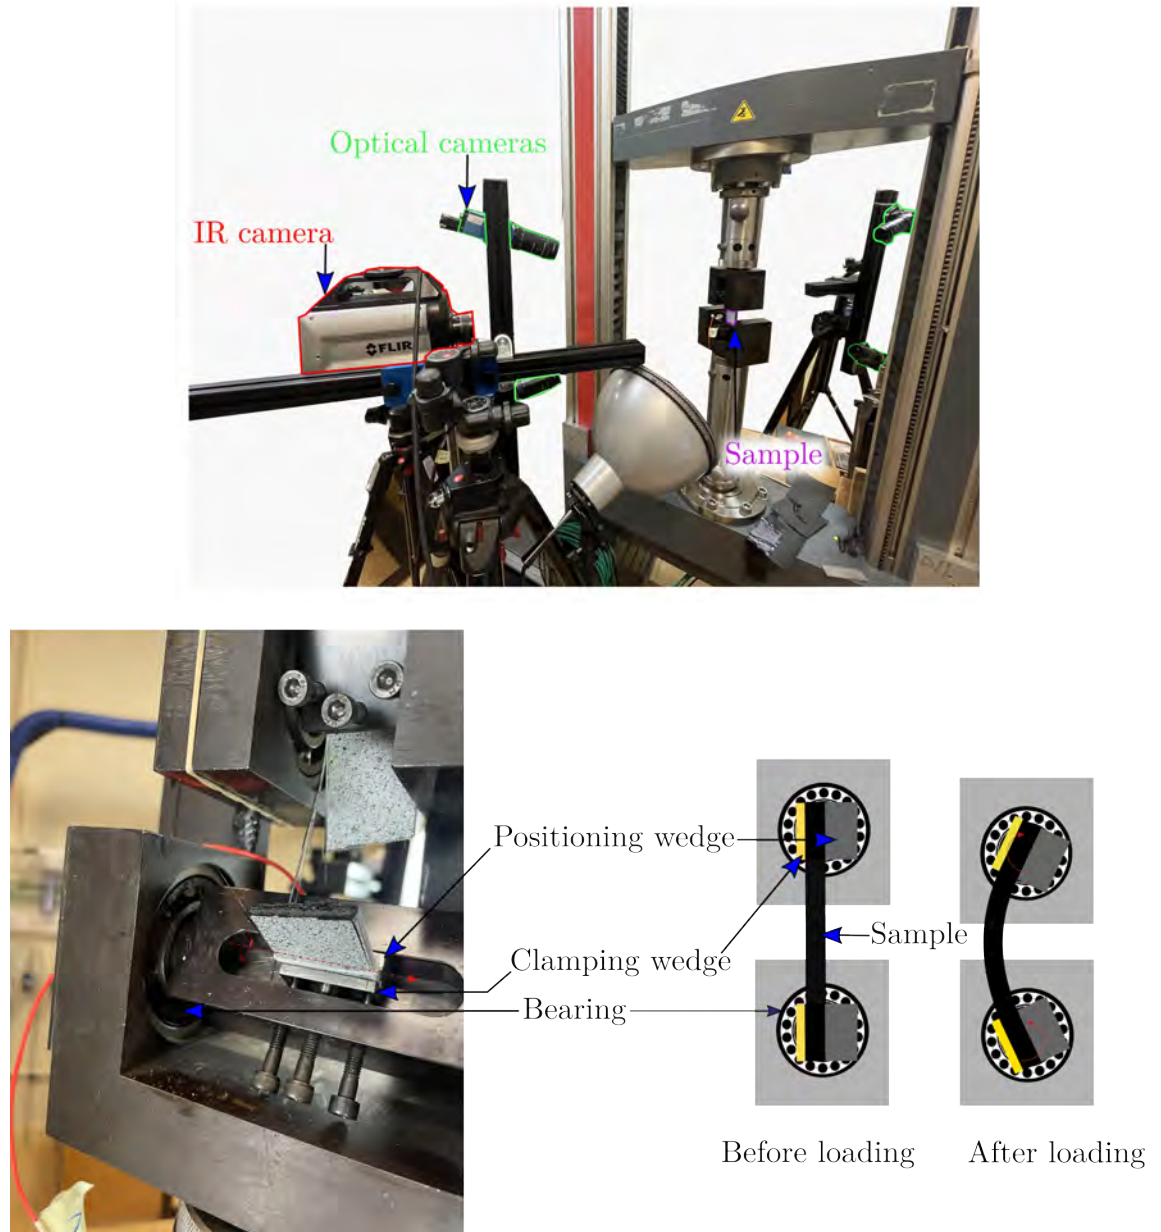 Optical cameras
IR camera
FLIR
Sample
Positioning wedge
Clamping wedge
Sample
Bearing
Before loading
After loading